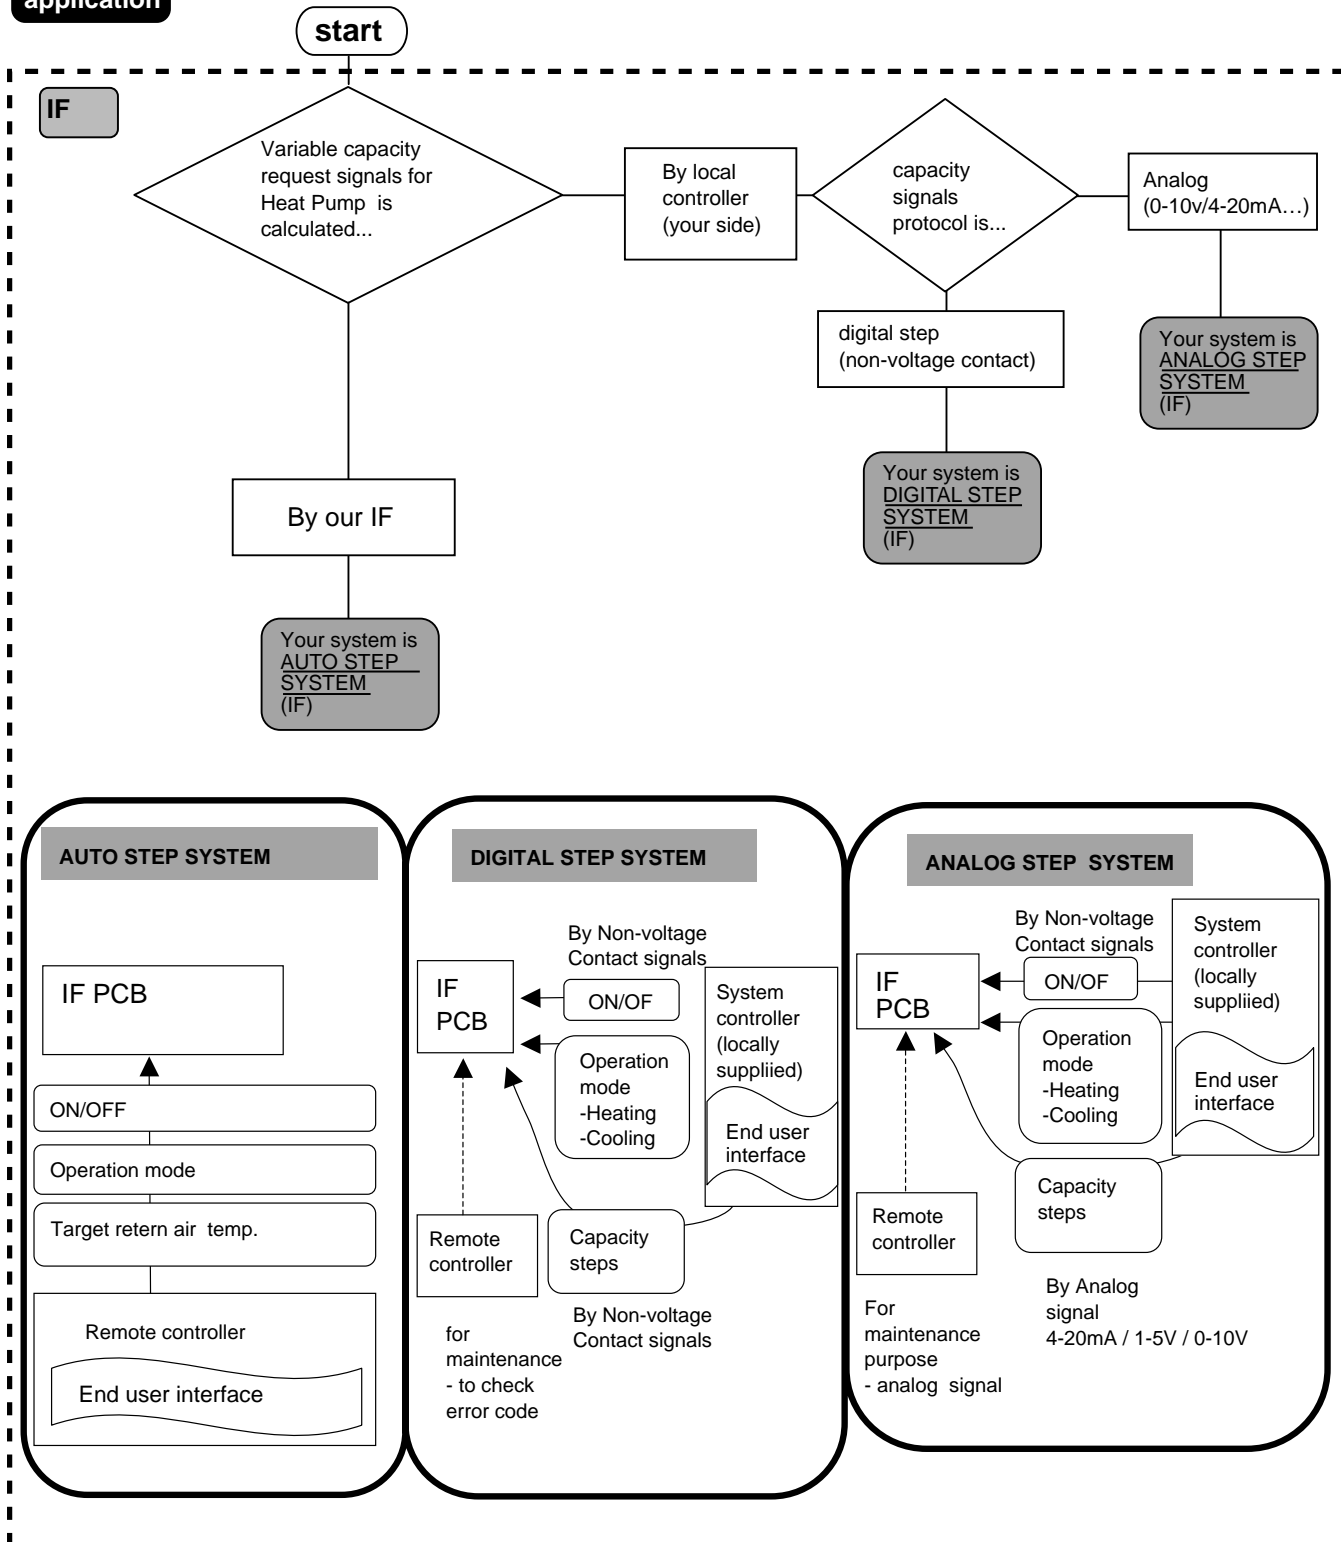 application
start
IF
Variable capacity
request signals for
Heat Pump is
calculated...
By local
controller
(your side)
capacity
signals
protocol is...
Analog
(0-10v/4-20mA…)
digital step
(non-voltage contact)
Your system is
ANALOG STEP
SYSTEM
(IF)
Your system is
DIGITAL STEP
SYSTEM
(IF)
By our IF
Your system is
AUTO STEP
SYSTEM
(IF)
AUTO STEP SYSTEM
IF PCB
ON/OFF
Operation mode
Target retern air temp.
Remote controller
End user interface
DIGITAL STEP SYSTEM
By Non-voltage
Contact signals
IF
PCB
ON/OF
Operation
mode
-Heating
-Cooling
System
controller
(locally
suppliied)
End user
interface
Remote
controller
Capacity
steps
By Non-voltage
Contact signals
for
maintenance
- to check
error code
ANALOG STEP SYSTEM
By Non-voltage
Contact signals
IF
PCB
ON/OF
Operation
mode
-Heating
-Cooling
System
controller
(locally
suppliied)
End user
interface
Remote
controller
Capacity
steps
By Analog
signal
4-20mA / 1-5V / 0-10V
For
maintenance
purpose
- analog signal